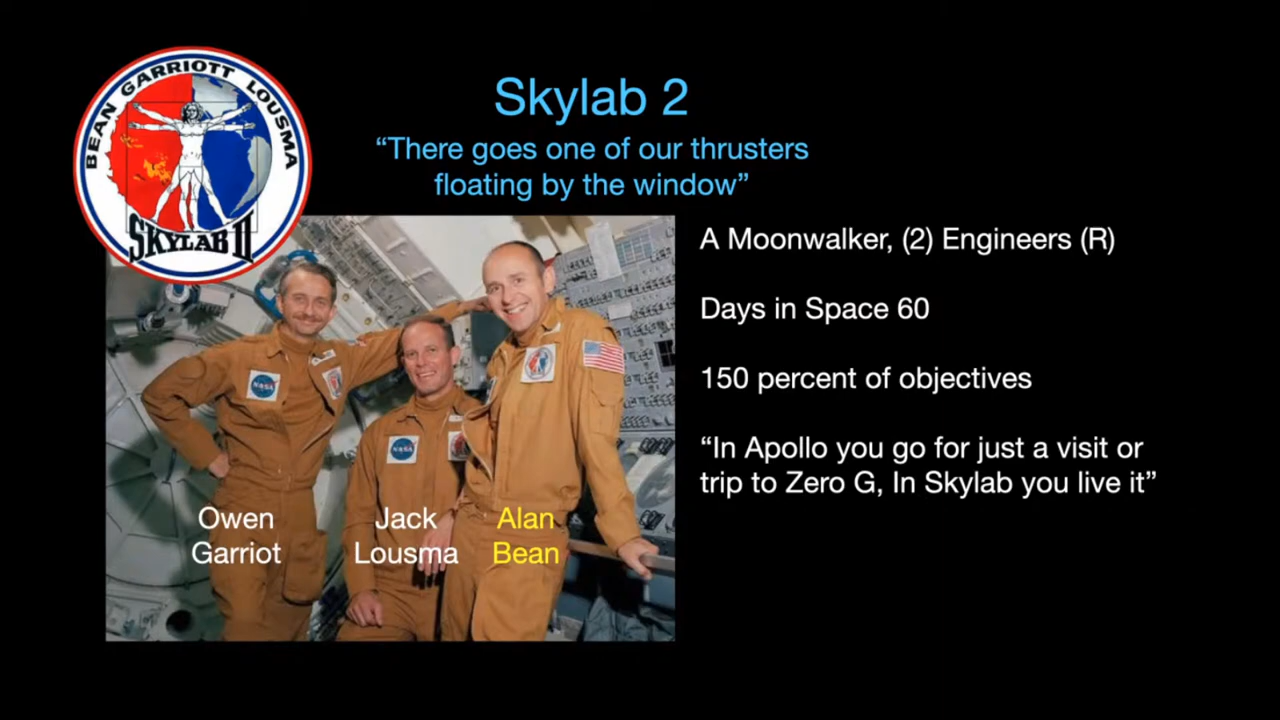 BEAN GARRIOTT LOUSMA
SKYLAB II
Skylab 2
“There goes one of our thrusters
floating by the window”
A Moonwalker, (2) Engineers (R)
Days in Space 60
150 percent of objectives
“In Apollo you go for just a visit or
trip to Zero G, In Skylab you live it”
NASA
NASA
Owen
Garriot
Jack
Lousma
Alan
Bean